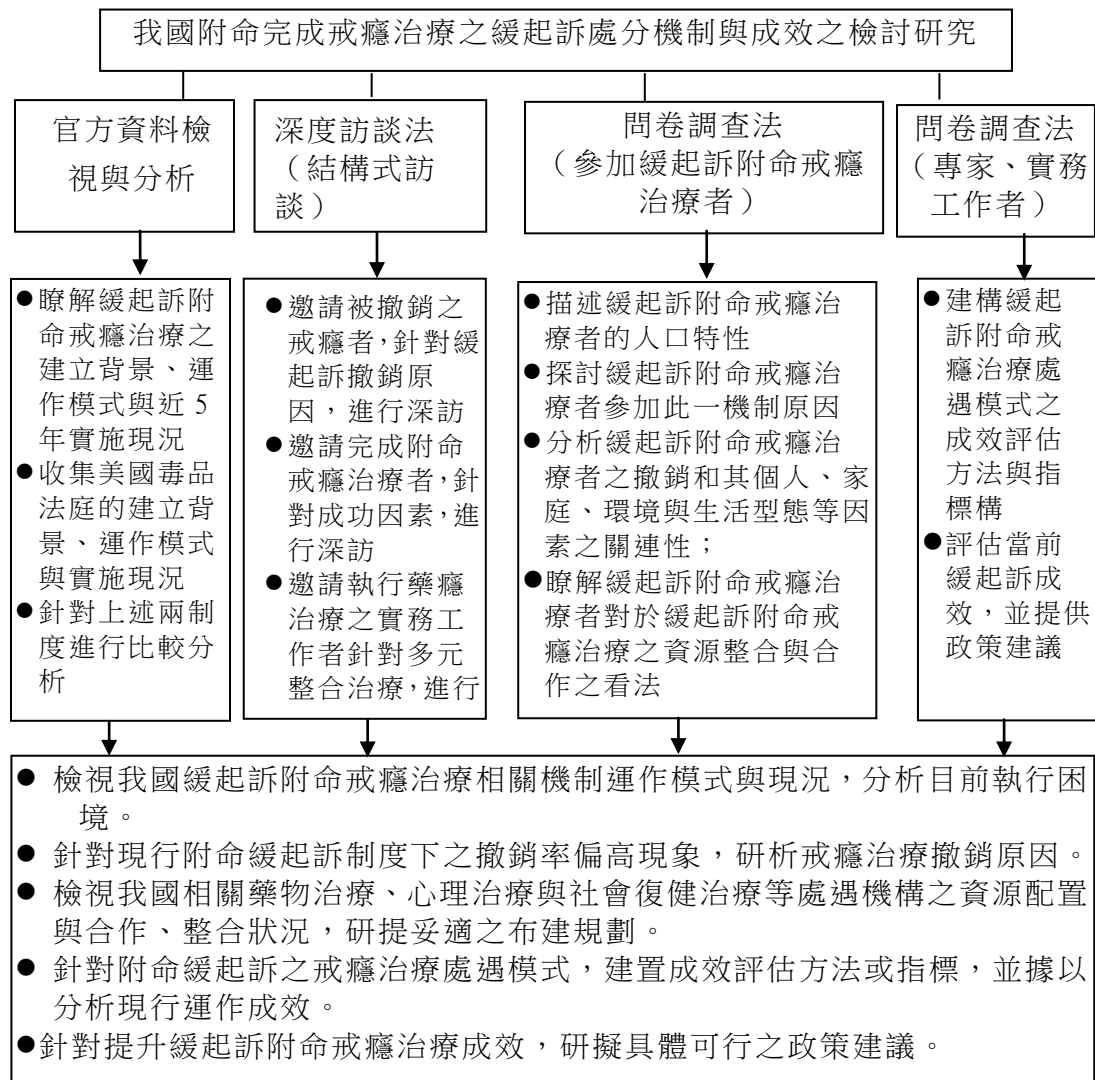 我國附命完成戒癮治療之緩起訴處分機制與成效之檢討研究
官方資料檢
視與分析
深度訪談法
（結構式訪
談）
問卷調查法
（參加緩起訴附命戒癮
治療者）
問卷調查法
（專家、實務
工作者）
●瞭解緩起訴附
命戒癮治療之
建立背景、運
作模式與近 5
年實施現況
●收集美國毒品
法庭的建立背
景、運作模式
與實施現況
●針對上述兩制
度進行比較分
析
●邀請被撤銷之
戒癮者，針對緩
起訴撤銷原
因，進行深訪
●邀請完成附命
戒癮治療者，針
對成功因素，進
行深訪
●邀請執行藥癮
治療之實務工
作者針對多元
整合治療，進行
●描述緩起訴附命戒癮治
療者的人口特性
●探討緩起訴附命戒癮治
療者參加此一機制原因
●分析緩起訴附命戒癮治
療者之撤銷和其個人、家
庭、環境與生活型態等因
素之關連性；
●瞭解緩起訴附命戒癮治
療者對於緩起訴附命戒
癮治療之資源整合與合
作之看法
●建構緩起
訴附命戒
癮治療處
遇模式之
成效評估
方法與指
標構
●評估當前
緩起訴成
效，並提供
政策建議
● 檢視我國緩起訴附命戒癮治療相關機制運作模式與現況，分析目前執行困
境。
● 針對現行附命緩起訴制度下之撤銷率偏高現象，研析戒癮治療撤銷原因。
● 檢視我國相關藥物治療、心理治療與社會復健治療等處遇機構之資源配置
與合作、整合狀況，研提妥適之布建規劃。
● 針對附命緩起訴之戒癮治療處遇模式，建置成效評估方法或指標，並據以
分析現行運作成效。
●針對提升緩起訴附命戒癮治療成效，研擬具體可行之政策建議。